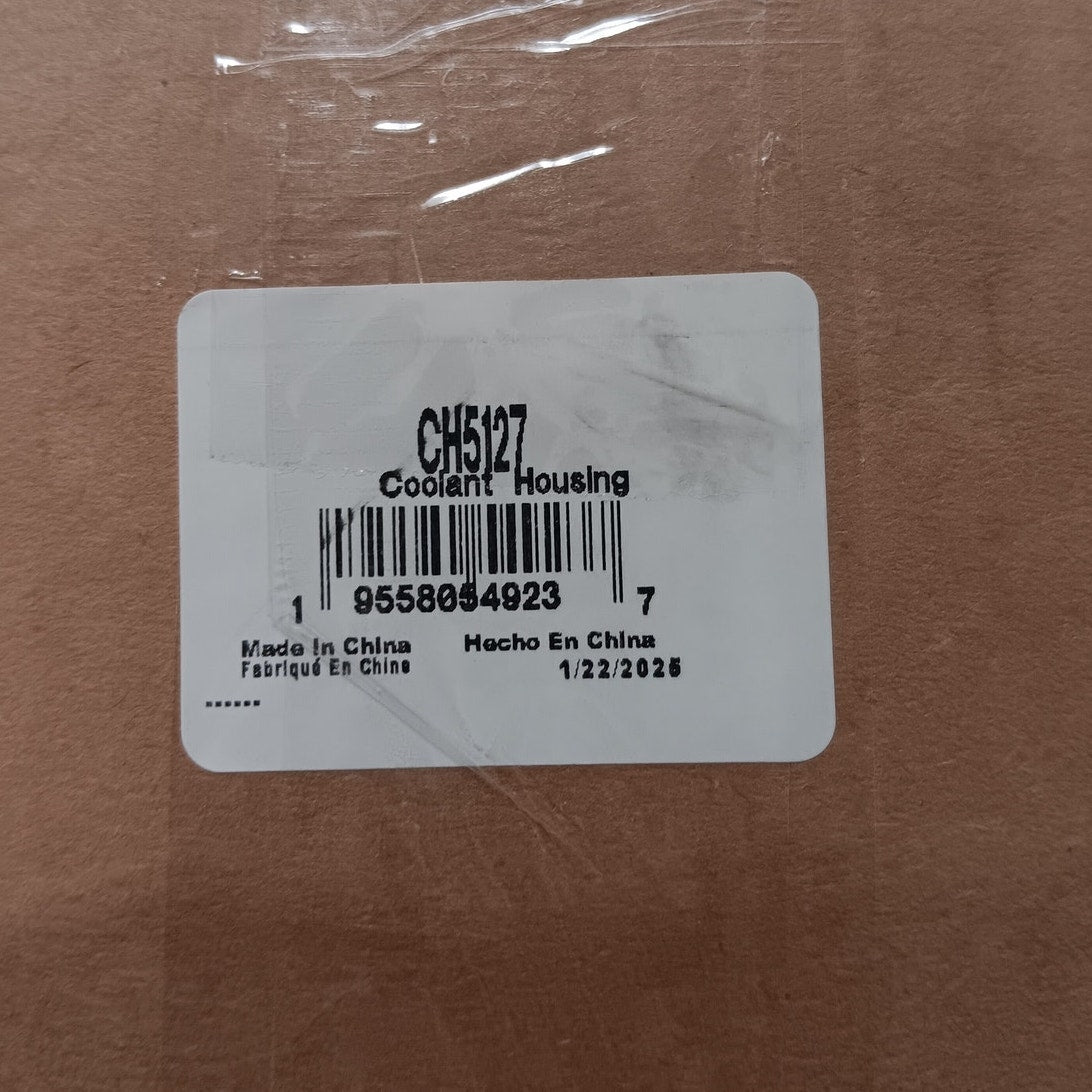 CH5127
Coolant Housing
1 9558054923 7
Made In China Hecho En China
Fabriqué En Chine 1/22/2025